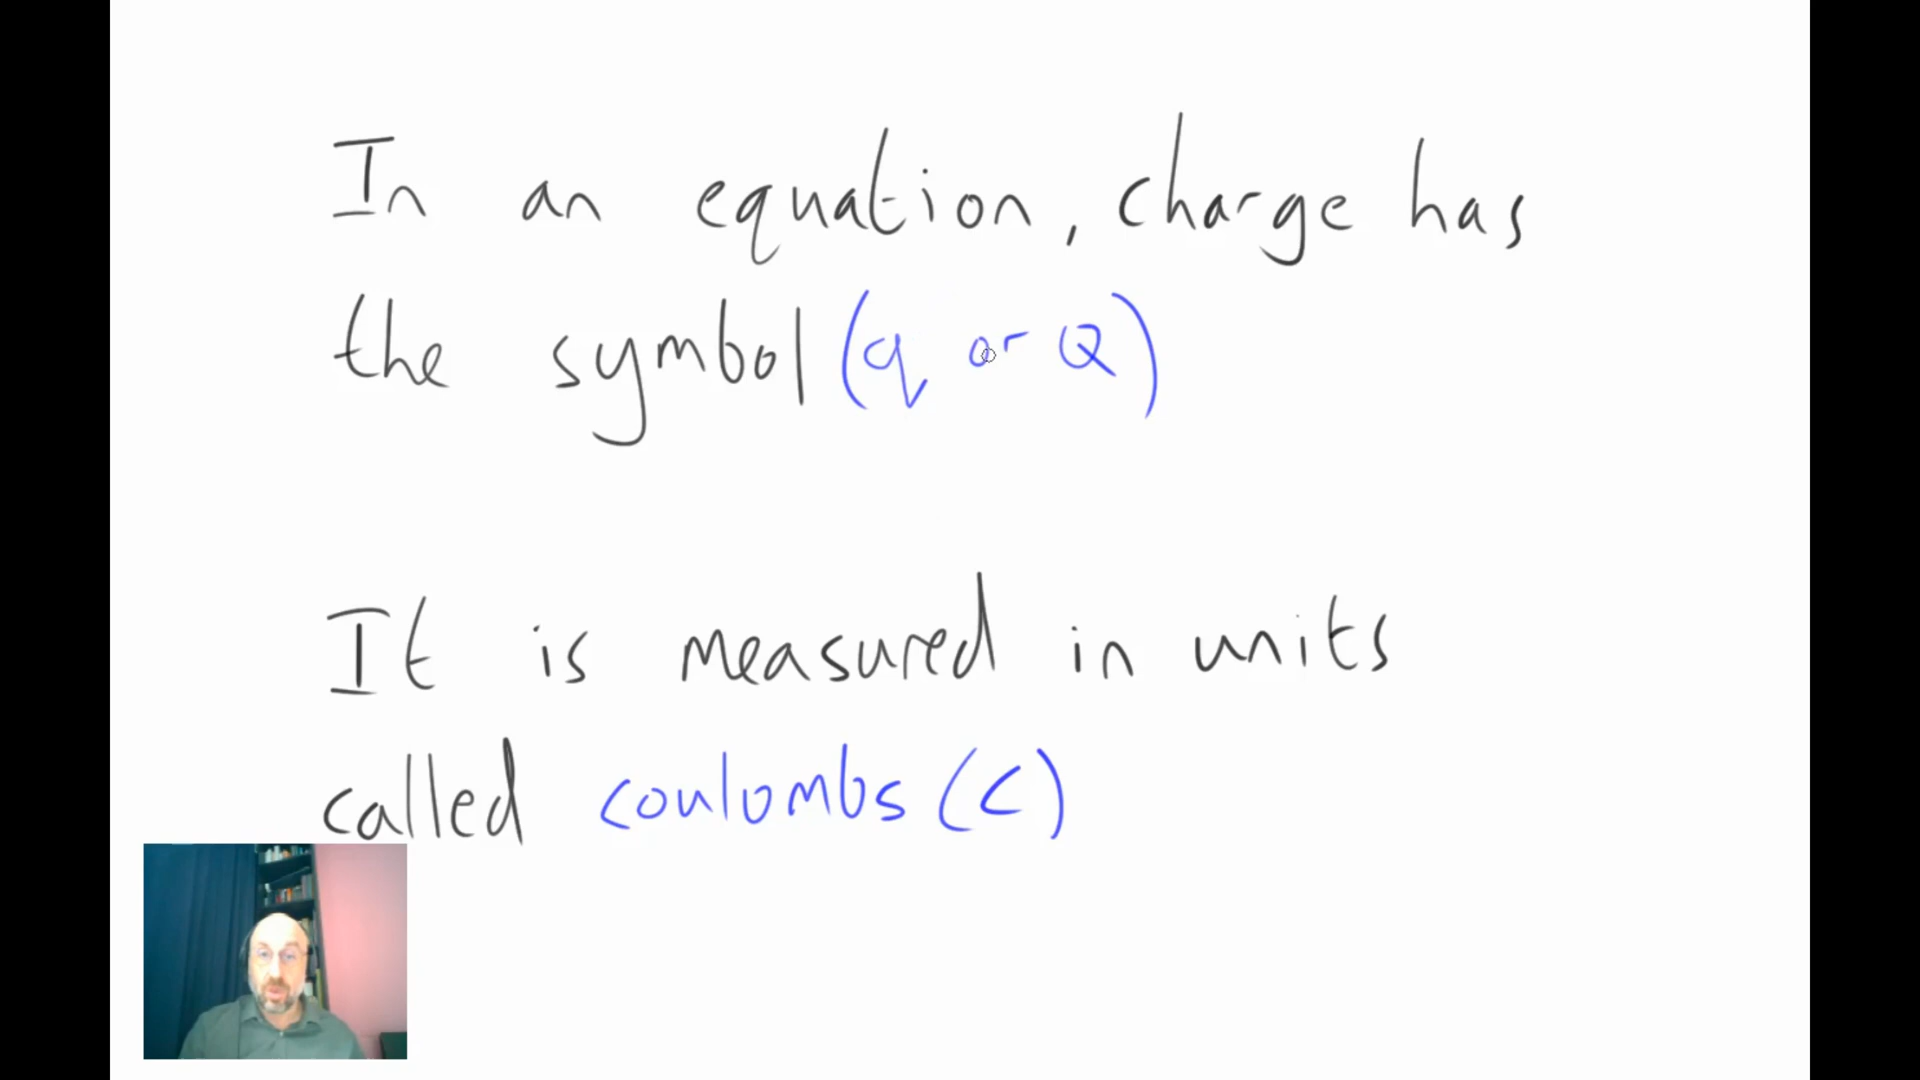 In an equation, charge has
the symbol (q or Q)
It is measured in units
called coulombs (C)